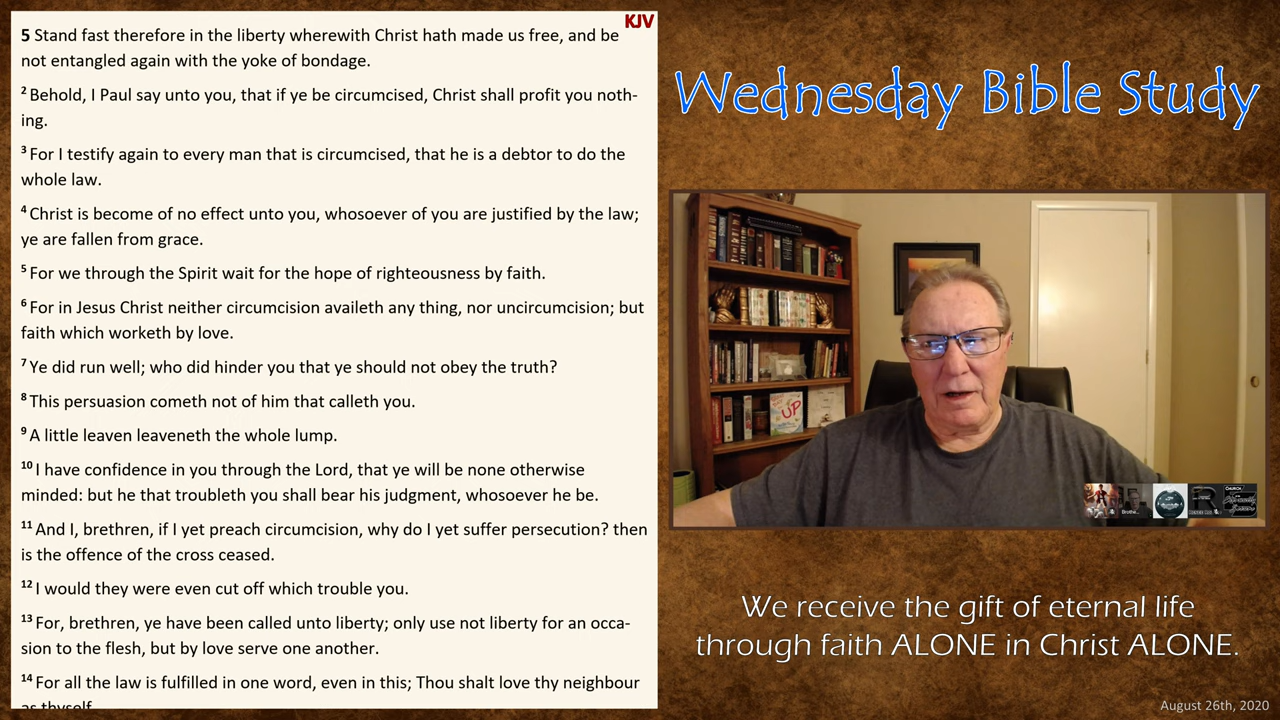 KJV
5 Stand fast therefore in the liberty wherewith Christ hath made us free, and be
not entangled again with the yoke of bondage.
2 Behold, I Paul say unto you, that if ye be circumcised, Christ shall profit you noth-
ing.
3 For I testify again to every man that is circumcised, that he is a debtor to do the
whole law.
4 Christ is become of no effect unto you, whosoever of you are justified by the law;
ye are fallen from grace.
5 For we through the Spirit wait for the hope of righteousness by faith.
6 For in Jesus Christ neither circumcision availeth any thing, nor uncircumcision; but
faith which worketh by love.
7 Ye did run well; who did hinder you that ye should not obey the truth?
8 This persuasion cometh not of him that calleth you.
9 A little leaven leaveneth the whole lump.
10 I have confidence in you through the Lord, that ye will be none otherwise
minded: but he that troubleth you shall bear his judgment, whosoever he be.
11 And I, brethren, if I yet preach circumcision, why do I yet suffer persecution? then
is the offence of the cross ceased.
12 I would they were even cut off which trouble you.
13 For, brethren, ye have been called unto liberty; only use not liberty for an occa-
sion to the flesh, but by love serve one another.
14 For all the law is fulfilled in one word, even in this; Thou shalt love thy neighbour
as thyself
Wednesday Bible Study
UP
Brothe...
We receive the gift of eternal life
through faith ALONE in Christ ALONE.
August 26th, 2020